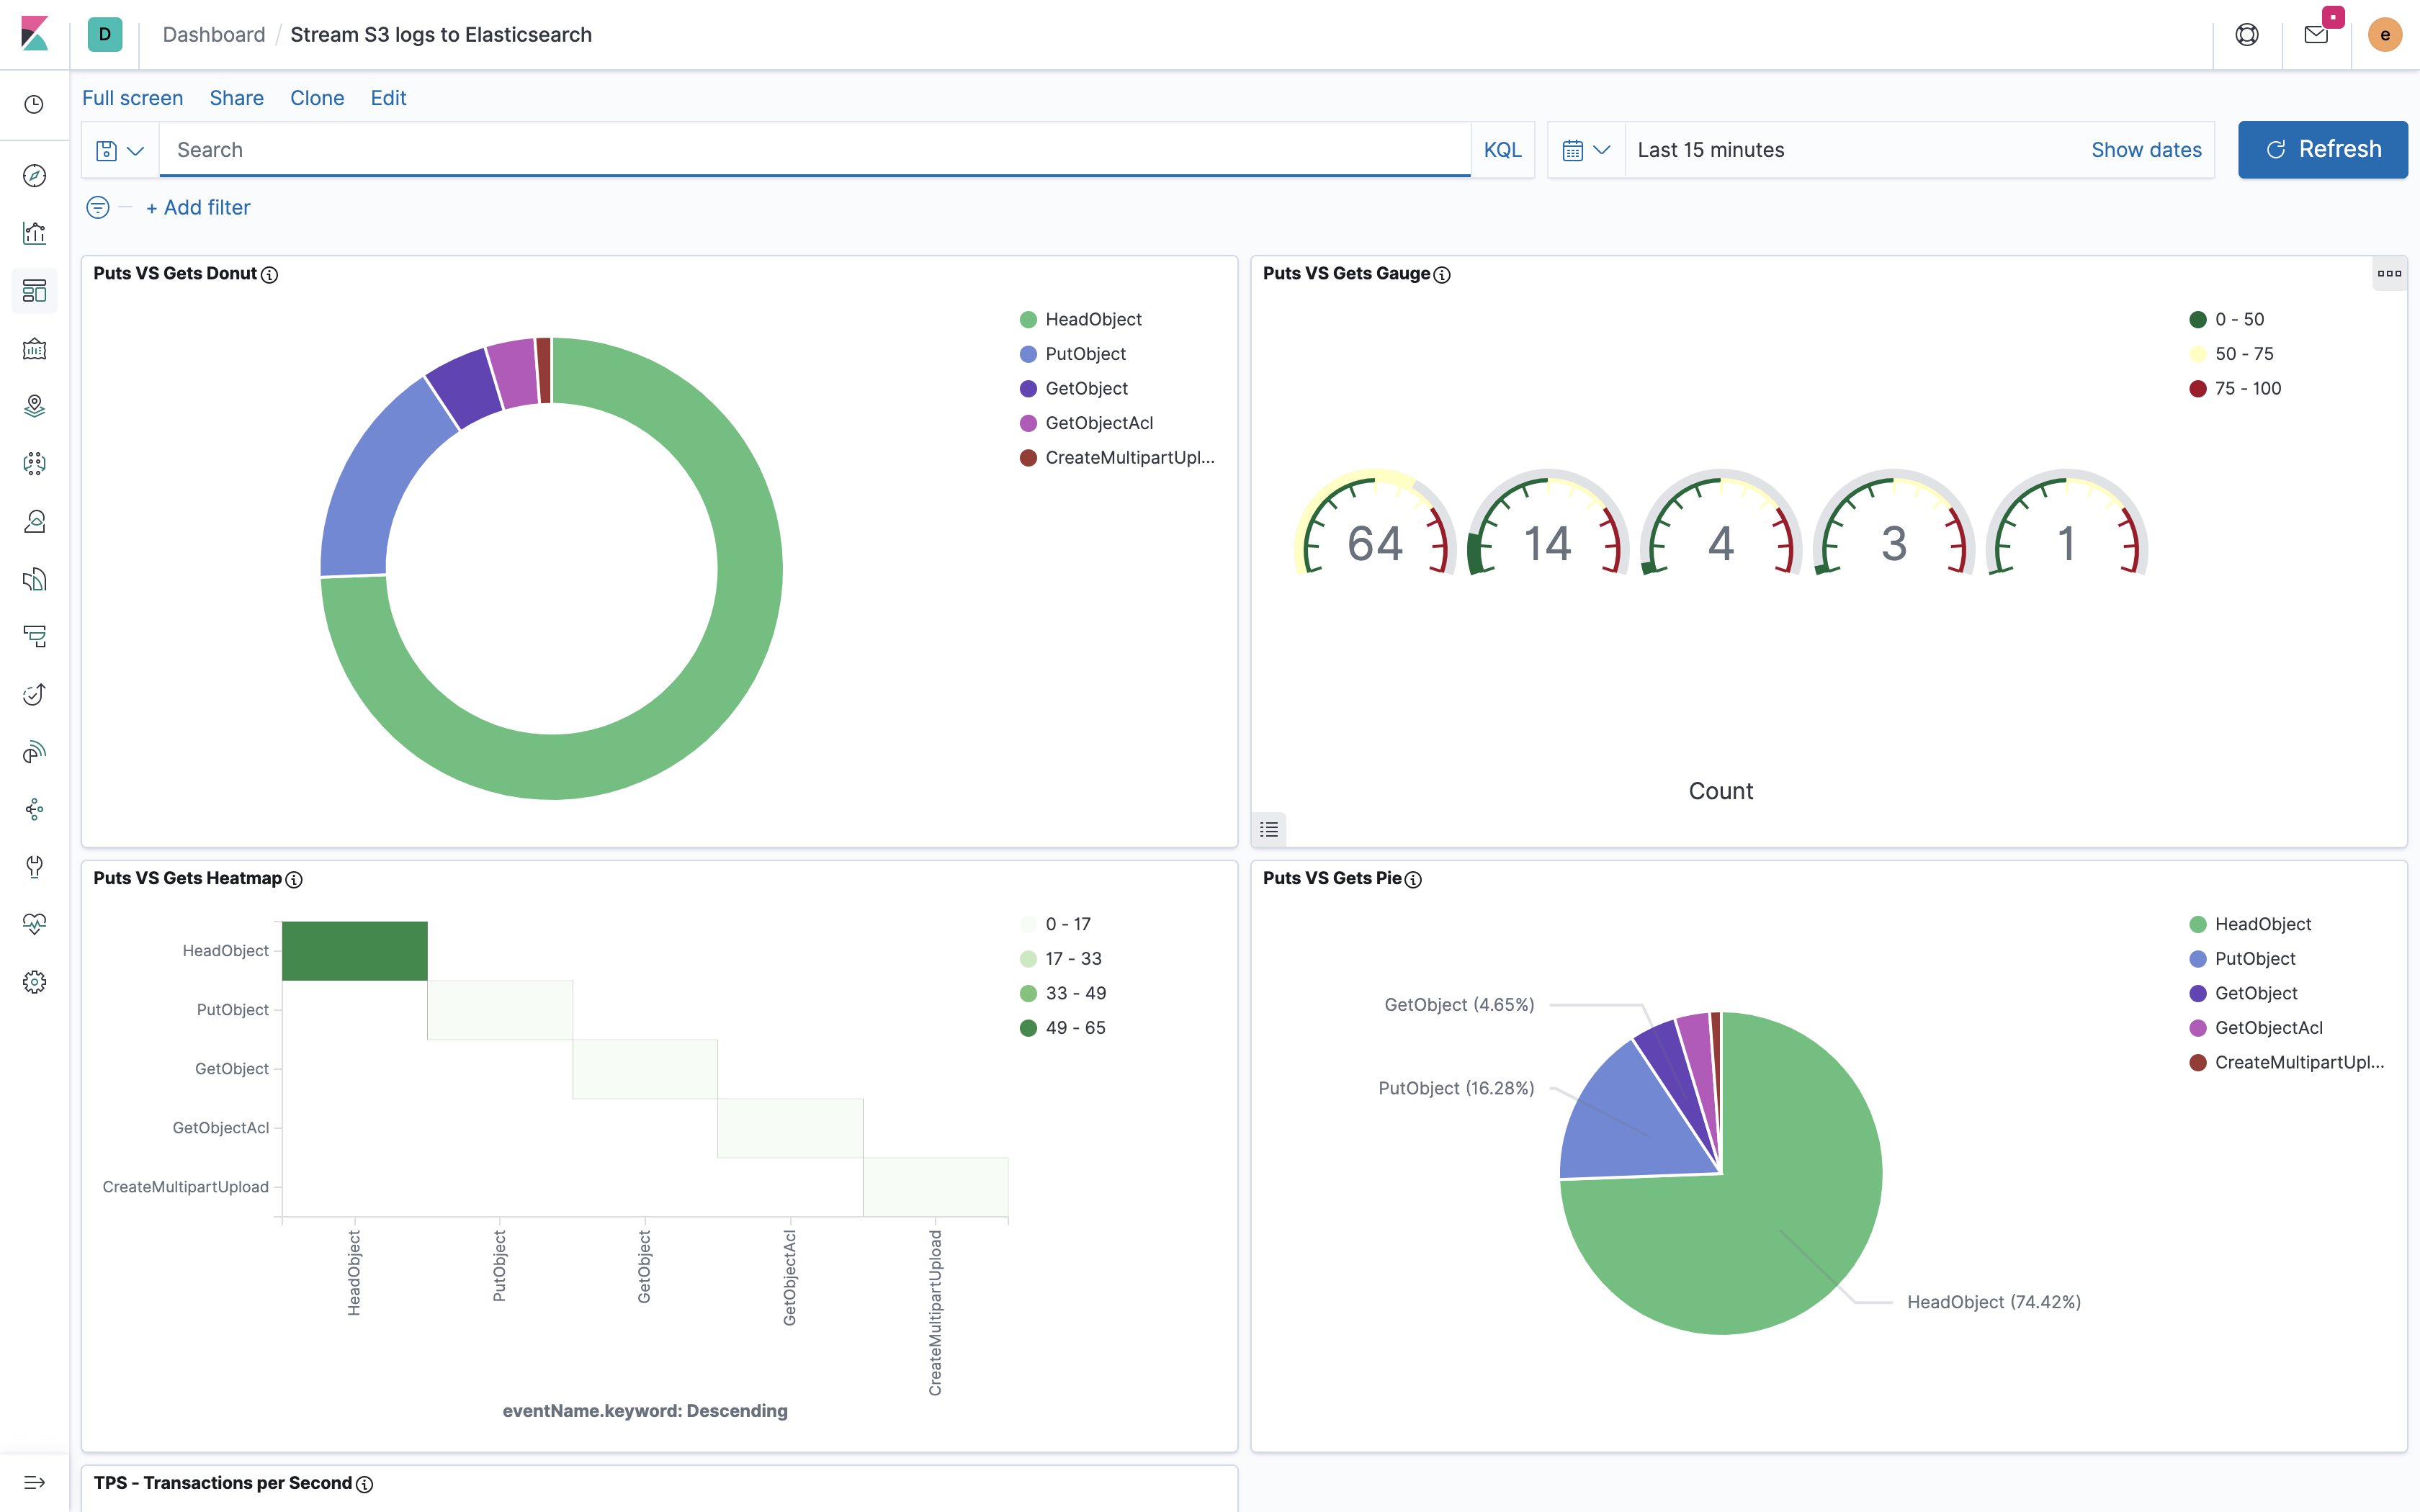 D
Dashboard / Stream S3 logs to Elasticsearch
e
Full screen Share Clone Edit
Search
KQL
Last 15 minutes
Show dates
Refresh
+ Add filter
Puts VS Gets Donut
HeadObject
PutObject
GetObject
GetObjectAcl
CreateMultipartUpl...
Puts VS Gets Gauge
0 - 50
50 - 75
75 - 100
64 14 4 3 1
Count
Puts VS Gets Heatmap
HeadObject
PutObject
GetObject
GetObjectAcl
CreateMultipartUpload
0 - 17
17 - 33
33 - 49
49 - 65
HeadObject
PutObject
GetObject
GetObjectAcl
CreateMultipartUpload
eventName.keyword: Descending
Puts VS Gets Pie
HeadObject
PutObject
GetObject
GetObjectAcl
CreateMultipartUpl...
GetObject (4.65%)
PutObject (16.28%)
HeadObject (74.42%)
TPS - Transactions per Second